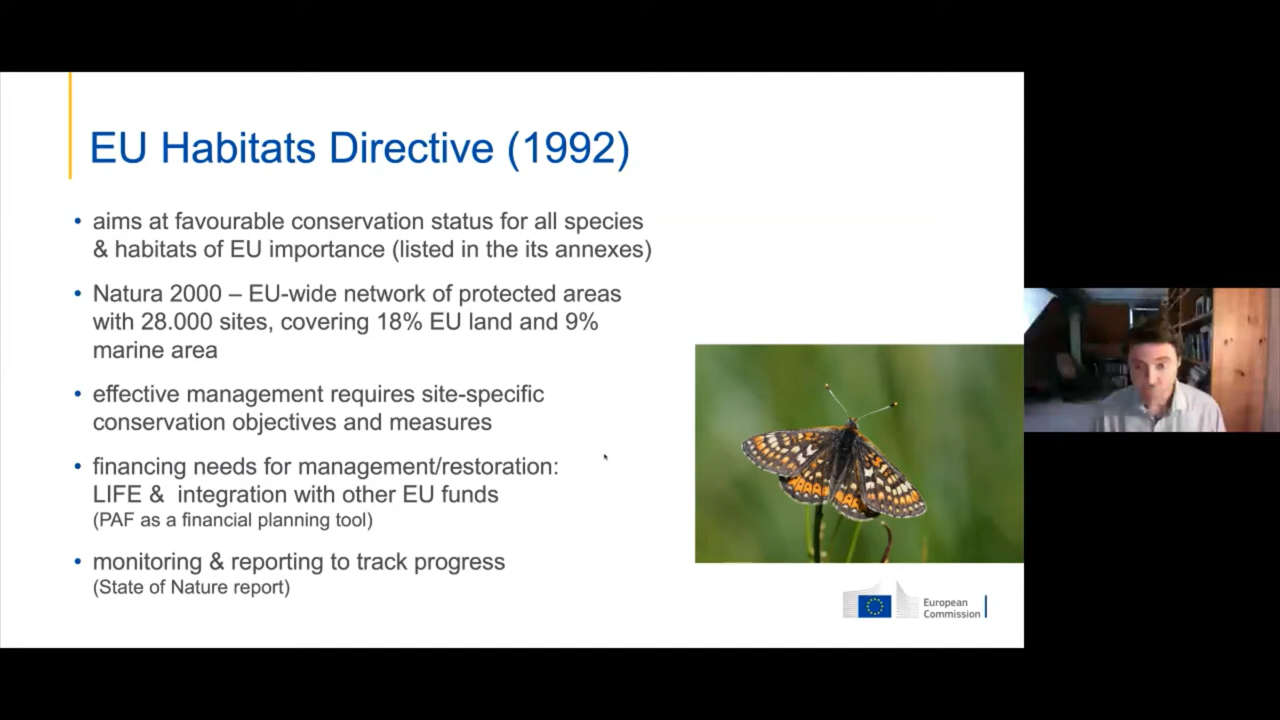 EU Habitats Directive (1992)
• aims at favourable conservation status for all species
& habitats of EU importance (listed in the its annexes)
• Natura 2000 – EU-wide network of protected areas
with 28.000 sites, covering 18% EU land and 9%
marine area
• effective management requires site-specific
conservation objectives and measures
• financing needs for management/restoration:
LIFE & integration with other EU funds
(PAF as a financial planning tool)
• monitoring & reporting to track progress
(State of Nature report)
European
Commission